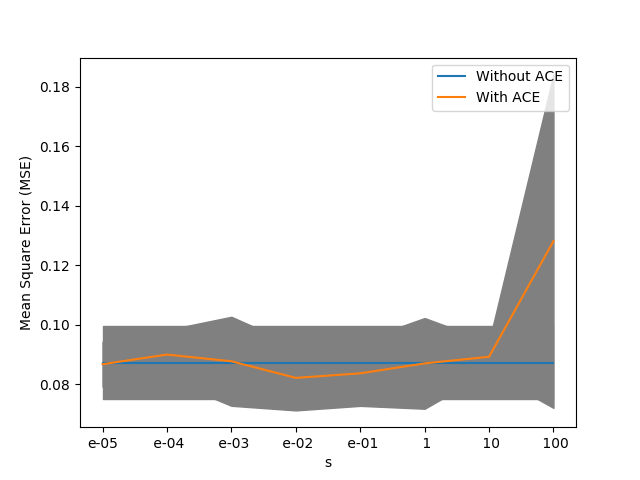 Without ACE
With ACE
0.18
0.16
0.14
0.12
0.10
0.08
Mean Square Error (MSE)
e-05 e-04 e-03 e-02 e-01 1 10 100
s